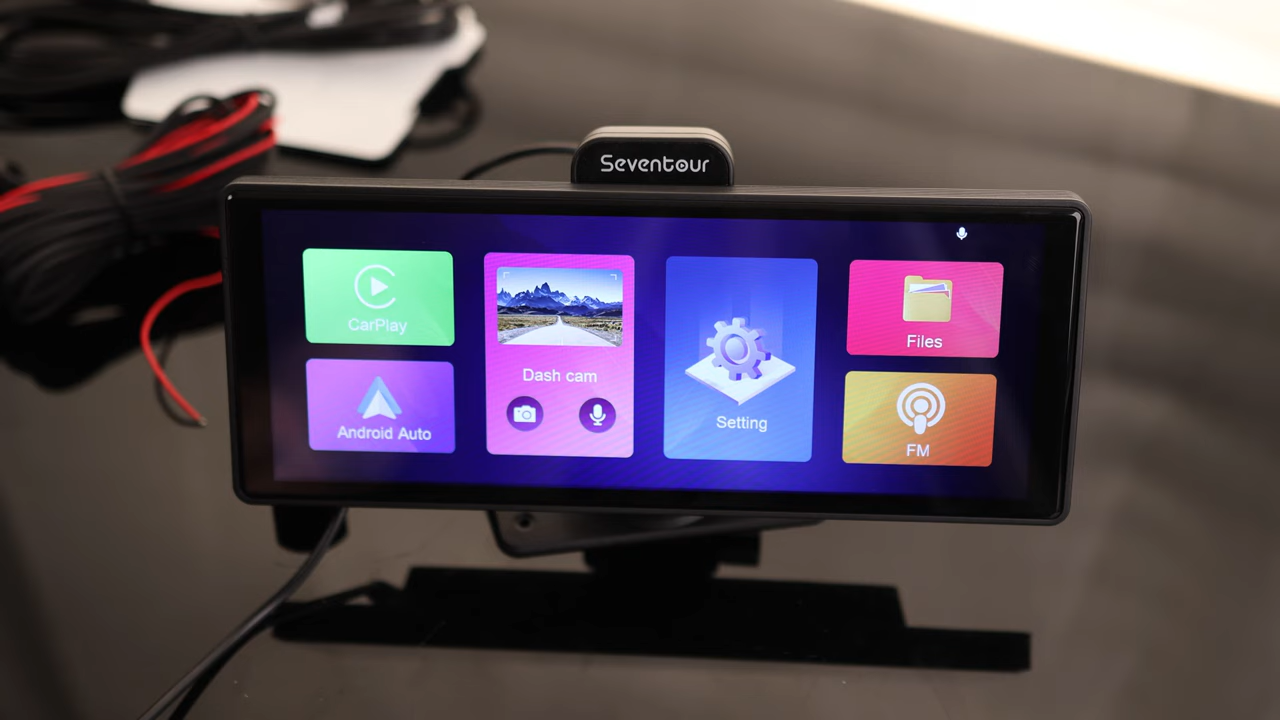 Seventour
CarPlay
Android Auto
Dash cam
Setting
Files
FM